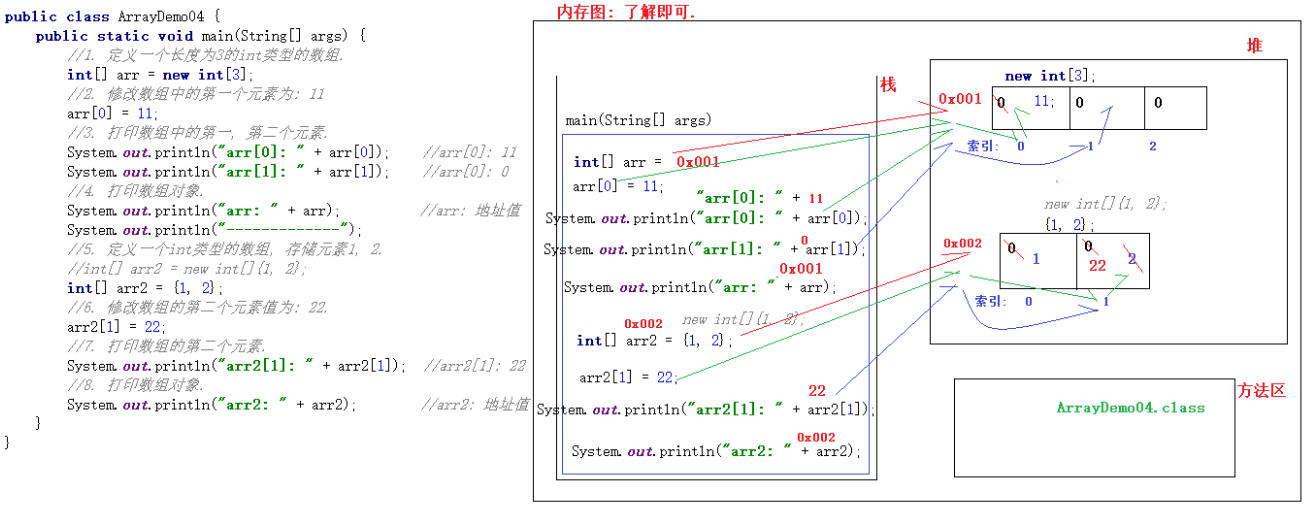 public class ArrayDemo04 {
public static void main(String[] args) {
//1. 定义一个长度为3的int类型的数组.
int[] arr = new int[3];
//2. 修改数组中的第一个元素为: 11
arr[0] = 11;
//3. 打印数组中的第一, 第二个元素.
System.out.println("arr[0]: " + arr[0]); //arr[0]: 11
System.out.println("arr[1]: " + arr[1]); //arr[0]: 0
//4. 打印数组对象.
System.out.println("arr: " + arr); //arr: 地址值
System.out.println("-------------");
//5. 定义一个int类型的数组, 存储元素1, 2.
//int[] arr2 = new int[]{1, 2};
int[] arr2 = {1, 2};
//6. 修改数组的第二个元素值为: 22.
arr2[1] = 22;
//7. 打印数组的第二个元素.
System.out.println("arr2[1]: " + arr2[1]); //arr2[1]: 22
//8. 打印数组对象.
System.out.println("arr2: " + arr2); //arr2: 地址值
}
}
内存图: 了解即可.
栈
main(String[] args)
int[] arr = 0x001
arr[0] = 11;
"arr[0]: " + 11
System.out.println("arr[0]: " + arr[0]);
0
System.out.println("arr[1]: " + arr[1]);
0x001
System.out.println("arr: " + arr);
0x002 new int[]{1, 2};
int[] arr2 = {1, 2};
arr2[1] = 22;
22
System.out.println("arr2[1]: " + arr2[1]);
0x002
System.out.println("arr2: " + arr2);
堆
new int[3];
0x001
0 11; 0 0
索引: 0 1 2
new int[]{1, 2};
{1, 2};
0x002
0 1 0 22 2
索引: 0 1
方法区
ArrayDemo04.class